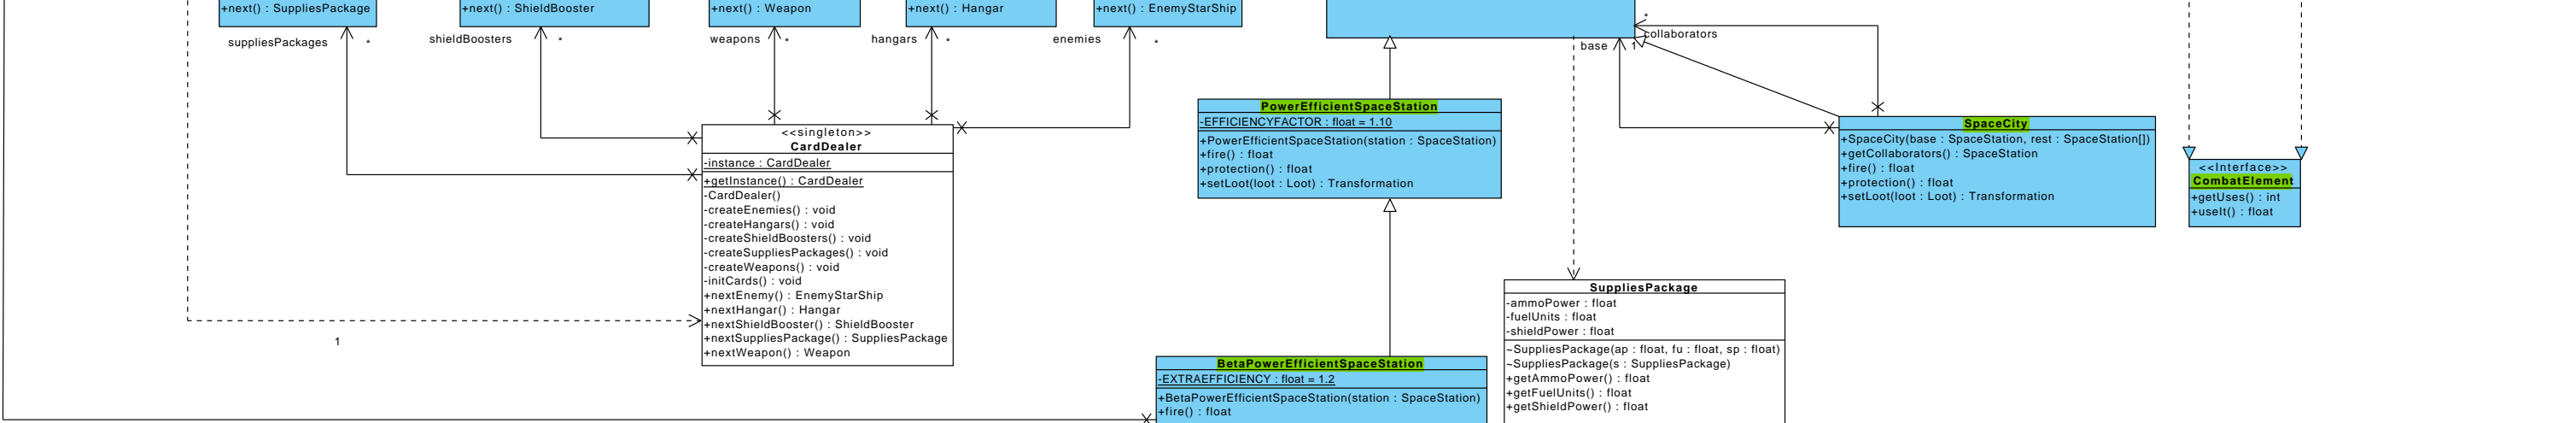 +next() : SuppliesPackage
+next() : ShieldBooster
+next() : Weapon
+next() : Hangar
+next() : EnemyStarShip
suppliesPackages
*
shieldBoosters
*
weapons
*
hangars
*
enemies
*
*
collaborators
base
1
<<singleton>>
CardDealer
-instance : CardDealer
+getInstance() : CardDealer
-CardDealer()
-createEnemies() : void
-createHangars() : void
-createShieldBoosters() : void
-createSuppliesPackages() : void
-createWeapons() : void
-initCards() : void
+nextEnemy() : EnemyStarShip
+nextHangar() : Hangar
+nextShieldBooster() : ShieldBooster
+nextSuppliesPackage() : SuppliesPackage
+nextWeapon() : Weapon
1
PowerEfficientSpaceStation
-EFFICIENCYFACTOR : float = 1.10
+PowerEfficientSpaceStation(station : SpaceStation)
+fire() : float
+protection() : float
+setLoot(loot : Loot) : Transformation
SpaceCity
+SpaceCity(base : SpaceStation, rest : SpaceStation[])
+getCollaborators() : SpaceStation
+fire() : float
+protection() : float
+setLoot(loot : Loot) : Transformation
<<Interface>>
CombatElement
+getUses() : int
+useIt() : float
SuppliesPackage
-ammoPower : float
-fuelUnits : float
-shieldPower : float
~SuppliesPackage(ap : float, fu : float, sp : float)
~SuppliesPackage(s : SuppliesPackage)
+getAmmoPower() : float
+getFuelUnits() : float
+getShieldPower() : float
BetaPowerEfficientSpaceStation
-EXTRAEFFICIENCY : float = 1.2
+BetaPowerEfficientSpaceStation(station : SpaceStation)
+fire() : float